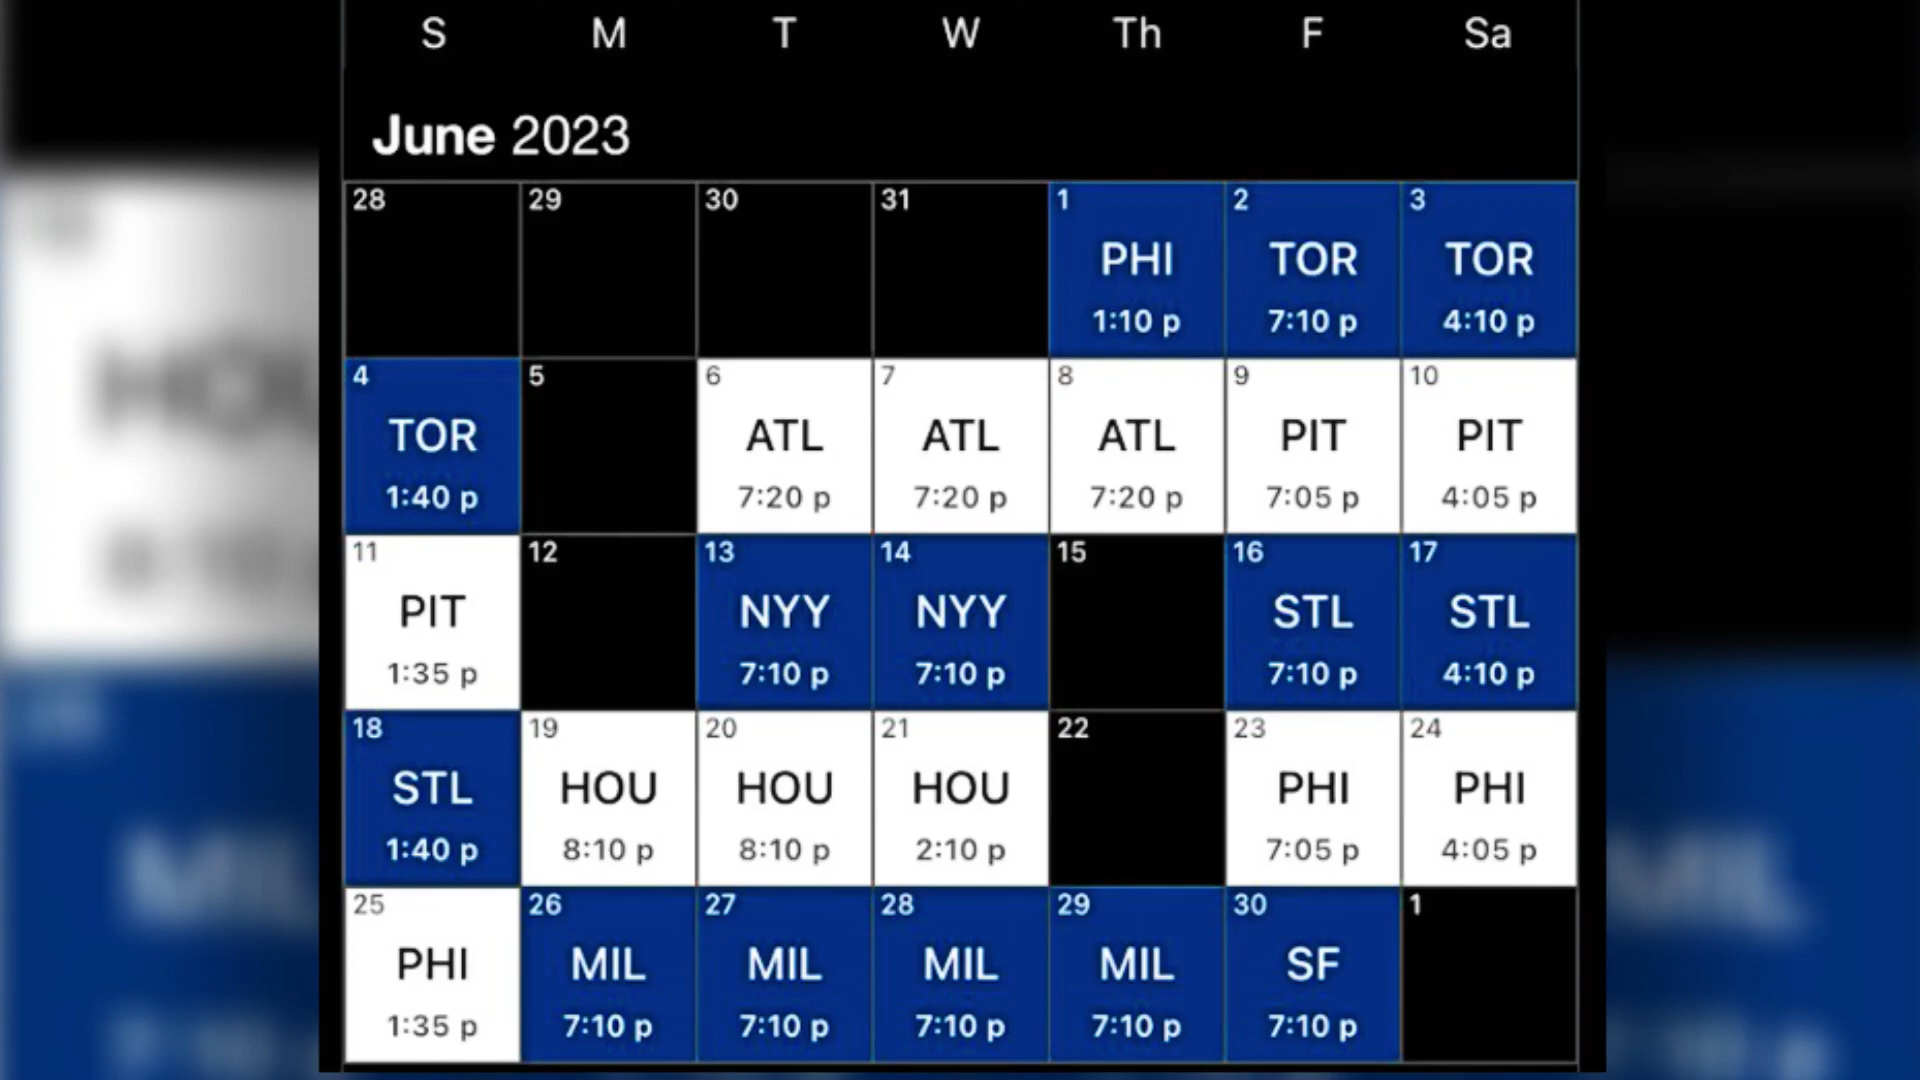 S M T W Th F Sa
June 2023
28 29 30 31 1 2 3
PHI TOR TOR
1:10 p 7:10 p 4:10 p
4 5 6 7 8 9 10
TOR ATL ATL ATL PIT PIT
1:40 p 7:20 p 7:20 p 7:20 p 7:05 p 4:05 p
11 12 13 14 15 16 17
PIT NYY NYY STL STL
1:35 p 7:10 p 7:10 p 7:10 p 4:10 p
18 19 20 21 22 23 24
STL HOU HOU HOU PHI PHI
1:40 p 8:10 p 8:10 p 2:10 p 7:05 p 4:05 p
25 26 27 28 29 30 1
PHI MIL MIL MIL MIL SF
1:35 p 7:10 p 7:10 p 7:10 p 7:10 p 7:10 p